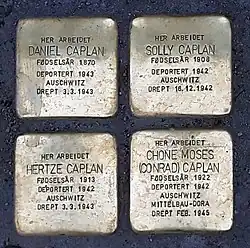 HER ARBEIDET
DANIEL CAPLAN
FØDSELSÅR 1870
DEPORTERT 1943
AUSCHWITZ
DREPT 3.3.1943
HER ARBEIDET
SOLLY CAPLAN
FØDSELSÅR 1908
DEPORTERT 1942
AUSCHWITZ
DREPT 16.12.1942
HER ARBEIDET
HERTZE CAPLAN
FØDSELSÅR 1913
DEPORTERT 1942
AUSCHWITZ
DREPT 3.3.1943
HER ARBEIDET
CHONE MOSES
(CONRAD) CAPLAN
FØDSELSÅR 1922
DEPORTERT 1942
AUSCHWITZ
MITTELBAU-DORA
DREPT FEB. 1945